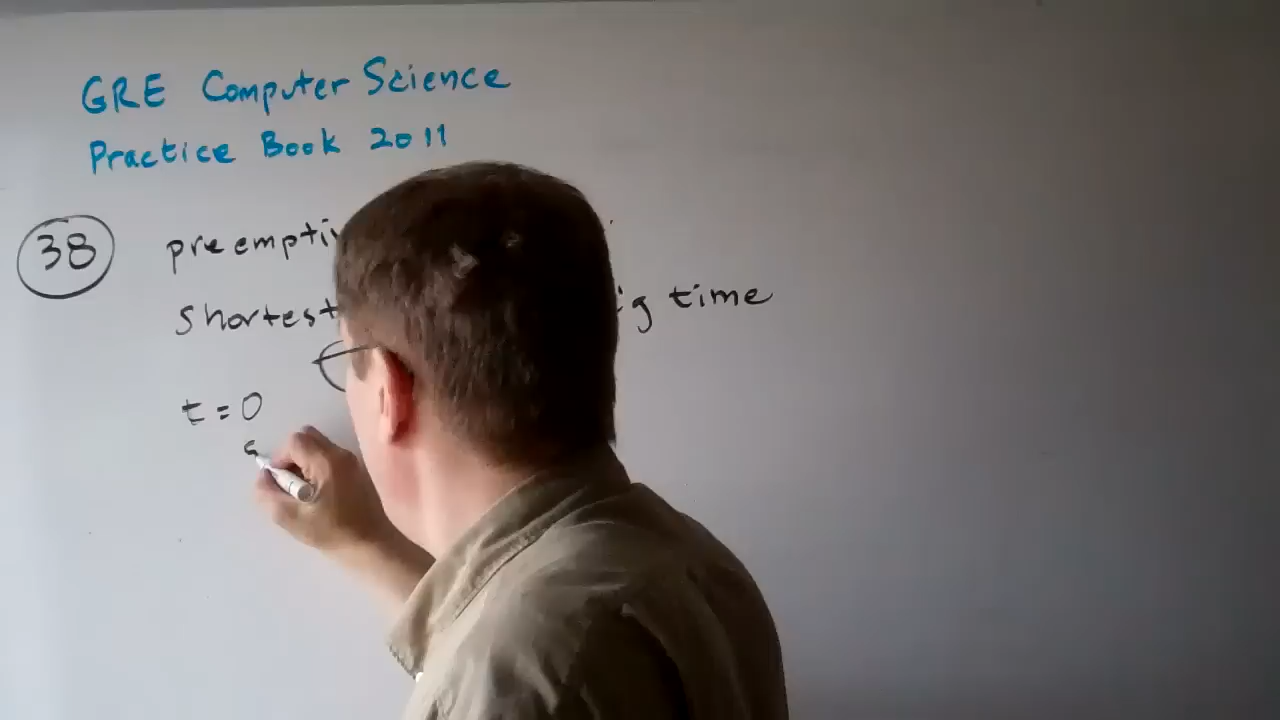 GRE Computer Science
Practice Book 2011
38 preempti
Shortest time
t = 0